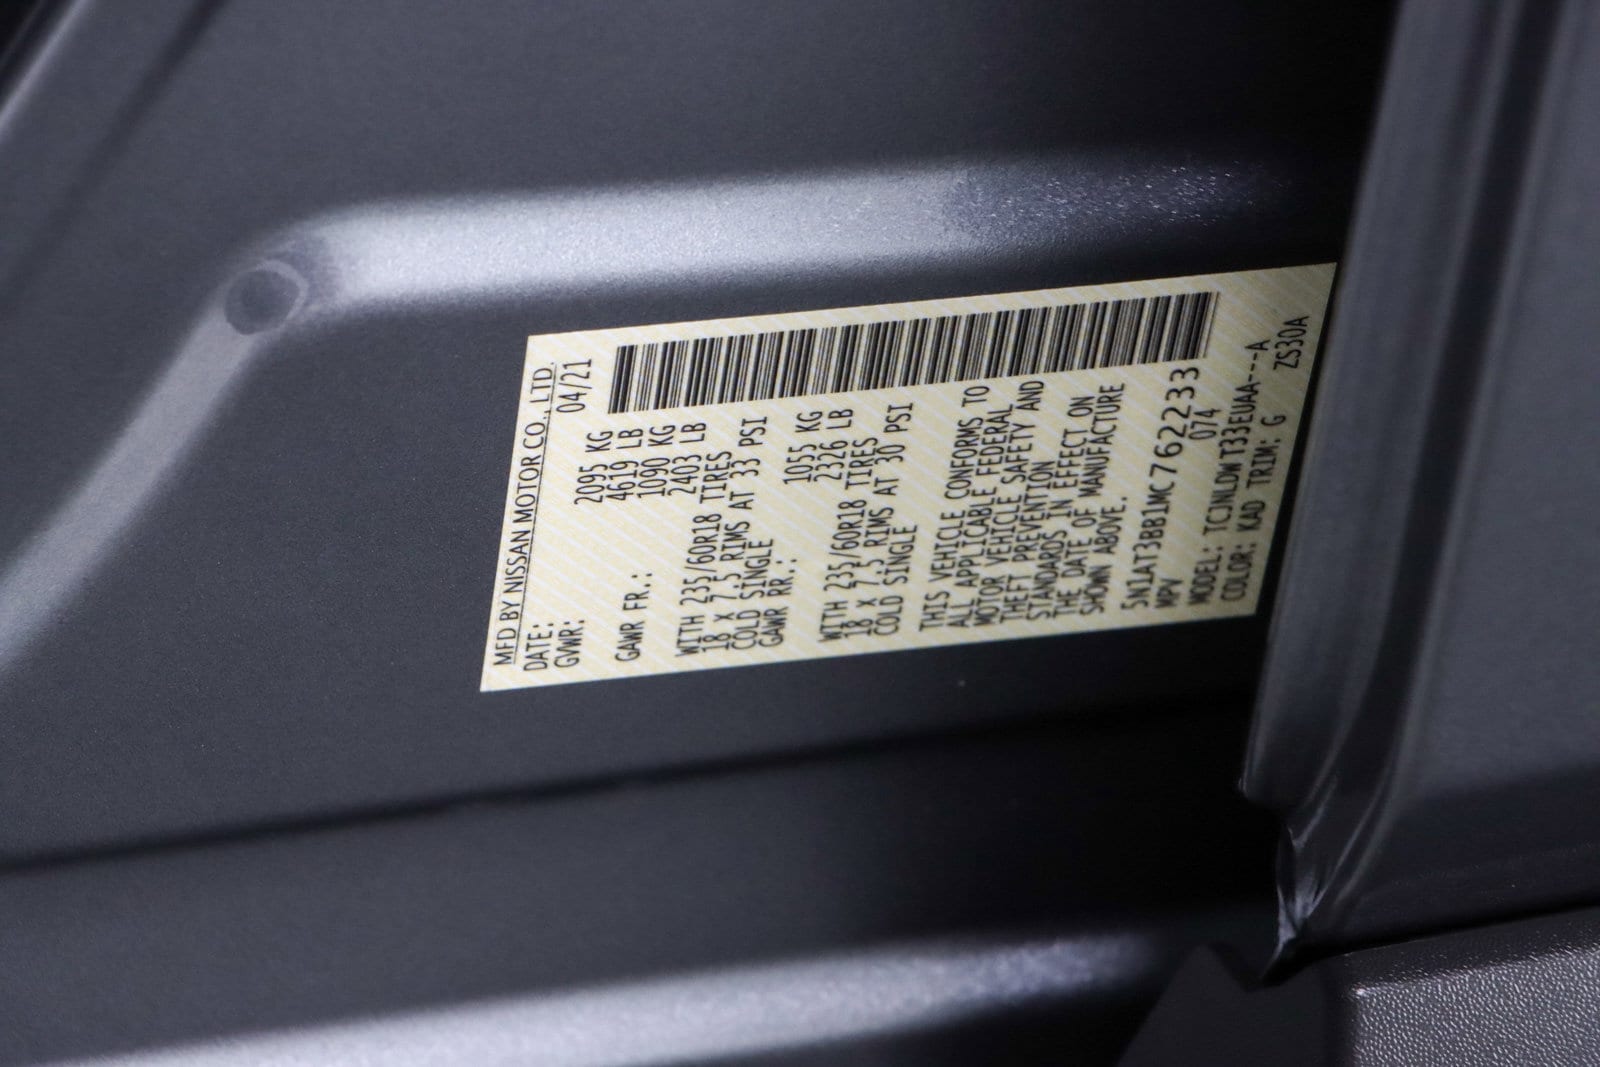 MFD BY NISSAN MOTOR CO., LTD.
DATE: 04/21
GVWR: 2095 KG
4619 LB
GAWR FR.: 1090 KG
2403 LB
WITH 235/60R18 TIRES
18 X 7.5 RIMS AT 33 PSI
COLD SINGLE
GAWR RR.: 1055 KG
2326 LB
WITH 235/60R18 TIRES
18 X 7.5 RIMS AT 30 PSI
COLD SINGLE
THIS VEHICLE CONFORMS TO
ALL APPLICABLE FEDERAL
MOTOR VEHICLE SAFETY AND
THEFT PREVENTION
STANDARDS IN EFFECT ON
THE DATE OF MANUFACTURE
SHOWN ABOVE.
5N1AT3BB1MC762233
MPV 074
MODEL: TCJNLDWT33EUAA---A
COLOR: KAD TRIM: G ZS30A